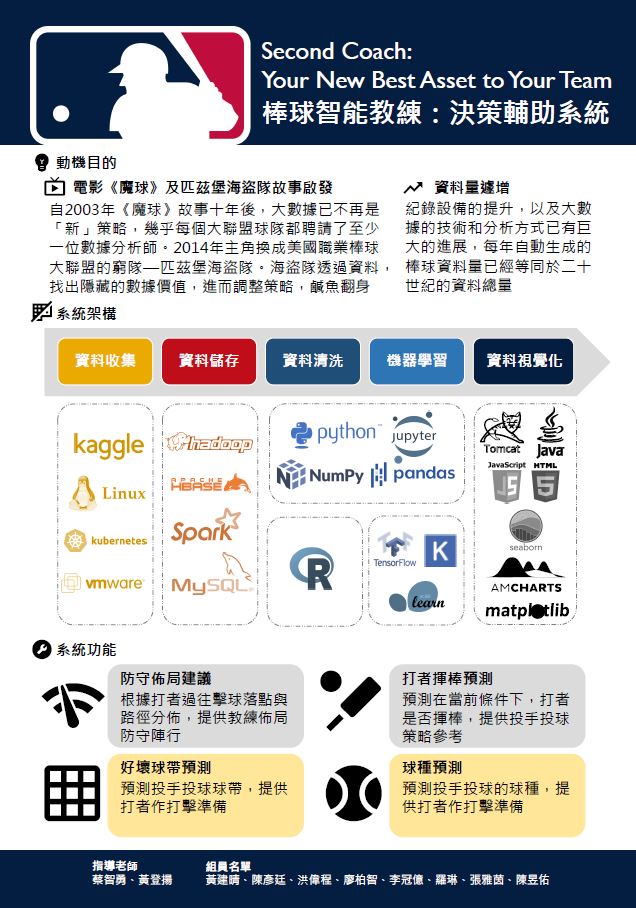 Second Coach:
Your New Best Asset to Your Team
棒球智能教練：決策輔助系統
動機目的
電影《魔球》及匹茲堡海盜隊故事啟發
自2003年《魔球》故事十年後，大數據已不再是
「新」策略，幾乎每個大聯盟球隊都聘請了至少
一位數據分析師。2014年主角換成美國職業棒球
大聯盟的窮隊—匹茲堡海盜隊。海盜隊透過資料，
找出隱藏的數據價值，進而調整策略，鹹魚翻身
資料量遽增
紀錄設備的提升，以及大數
據的技術和分析方式已有巨
大的進展，每年自動生成的
棒球資料量已經等同於二十
世紀的資料總量
系統架構
資料收集
資料儲存
資料清洗
機器學習
資料視覺化
kaggle
Linux
kubernetes
vmware
hadoop
APACHE
HBASE
Spark
MySQL
python
jupyter
NumPy
pandas
R
TensorFlow
K
learn
Tomcat
Java
JavaScript
HTML
JS
5
seaborn
AMCHARTS
matplotlib
系統功能
防守佈局建議
根據打者過往擊球落點與
路徑分佈，提供教練佈局
防守陣行
打者揮棒預測
預測在當前條件下，打者
是否揮棒，提供投手投球
策略參考
好壞球帶預測
預測投手投球球帶，提供
打者作打擊準備
球種預測
預測投手投球的球種，提
供打者作打擊準備
指導老師
蔡智勇、黃登揚
組員名單
黃建晴、陳彥廷、洪偉程、廖柏智、李冠億、羅琳、張雅茵、陳昱佑